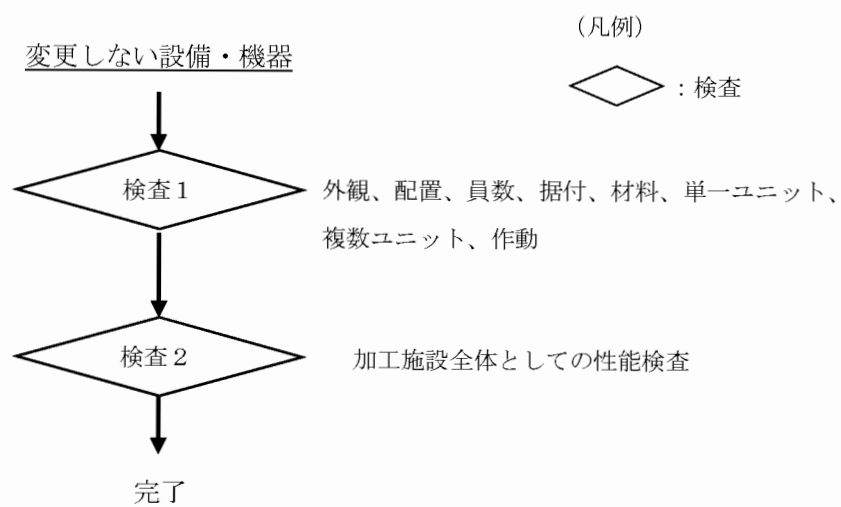 （凡例）
変更しない設備・機器
：検査
検査１
外観、配置、員数、据付、材料、単一ユニット、
複数ユニット、作動
検査２
加工施設全体としての性能検査
完了